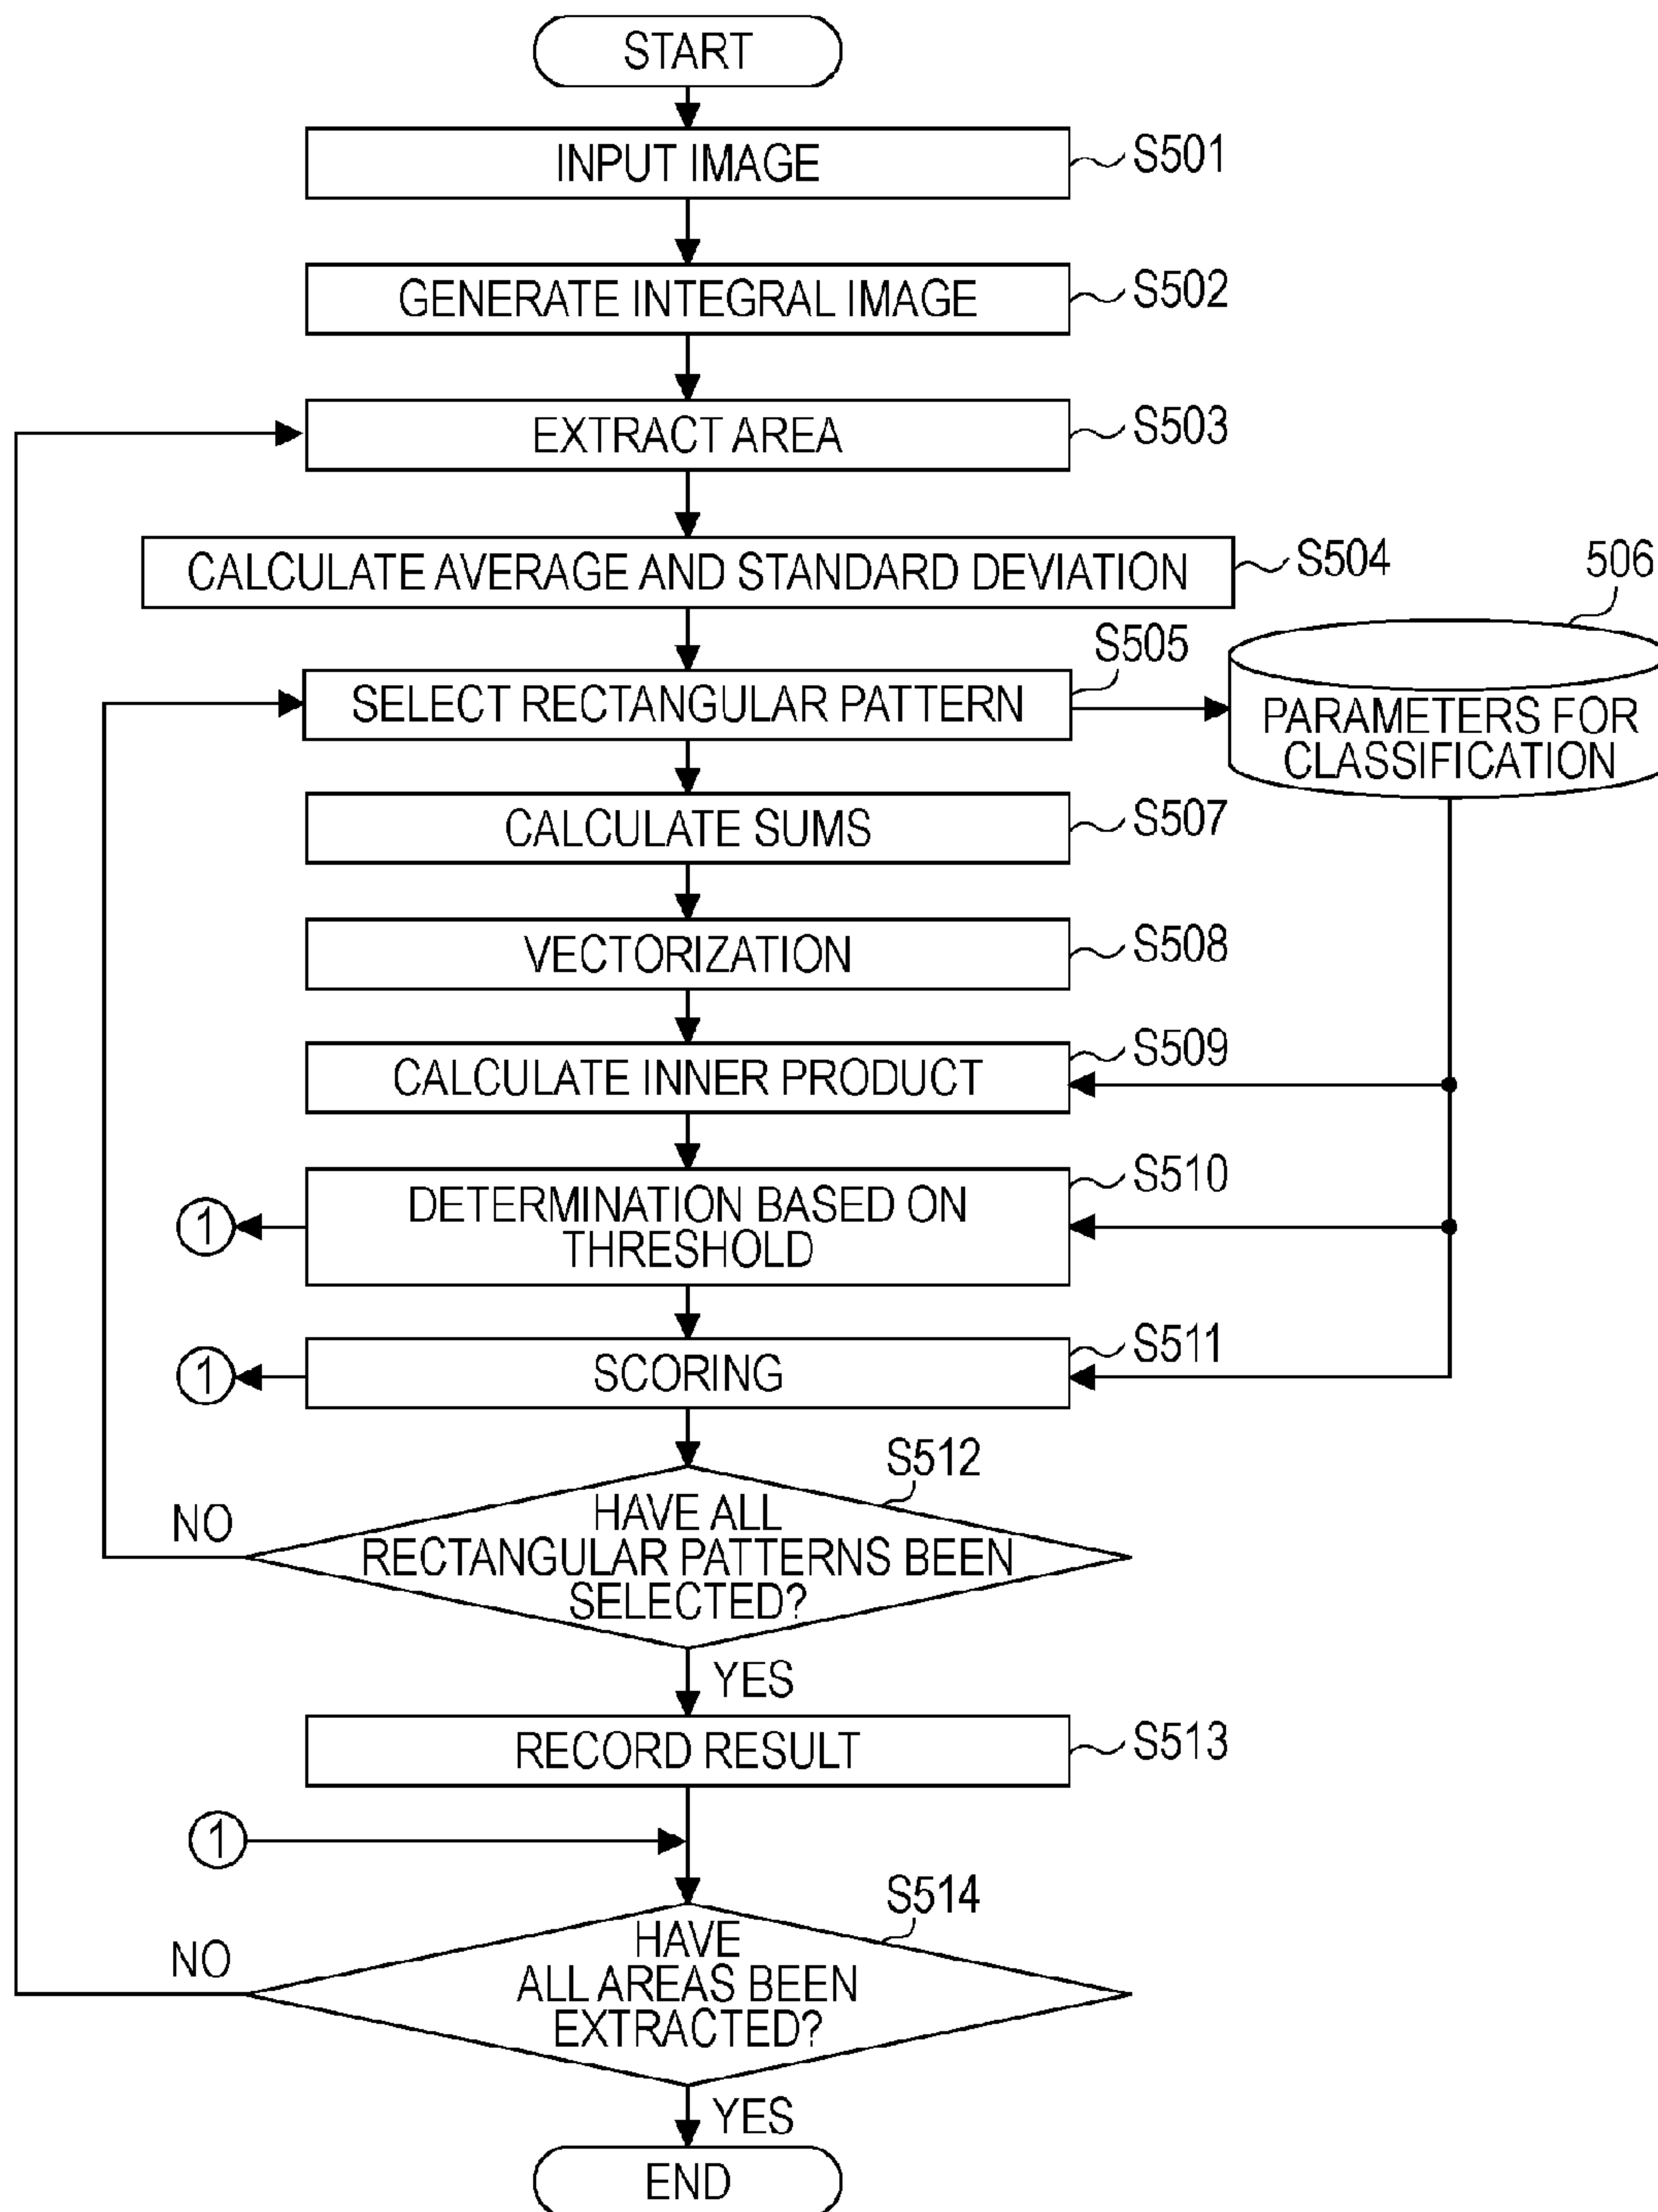 START
INPUT IMAGE
S501
GENERATE INTEGRAL IMAGE
S502
EXTRACT AREA
S503
CALCULATE AVERAGE AND STANDARD DEVIATION
S504
506
S505
SELECT RECTANGULAR PATTERN
PARAMETERS FOR
CLASSIFICATION
CALCULATE SUMS
S507
VECTORIZATION
S508
CALCULATE INNER PRODUCT
S509
DETERMINATION BASED ON
THRESHOLD
S510
1
SCORING
S511
1
S512
HAVE ALL
RECTANGULAR PATTERNS BEEN
SELECTED?
NO
YES
RECORD RESULT
S513
1
S514
HAVE
ALL AREAS BEEN
EXTRACTED?
NO
YES
END